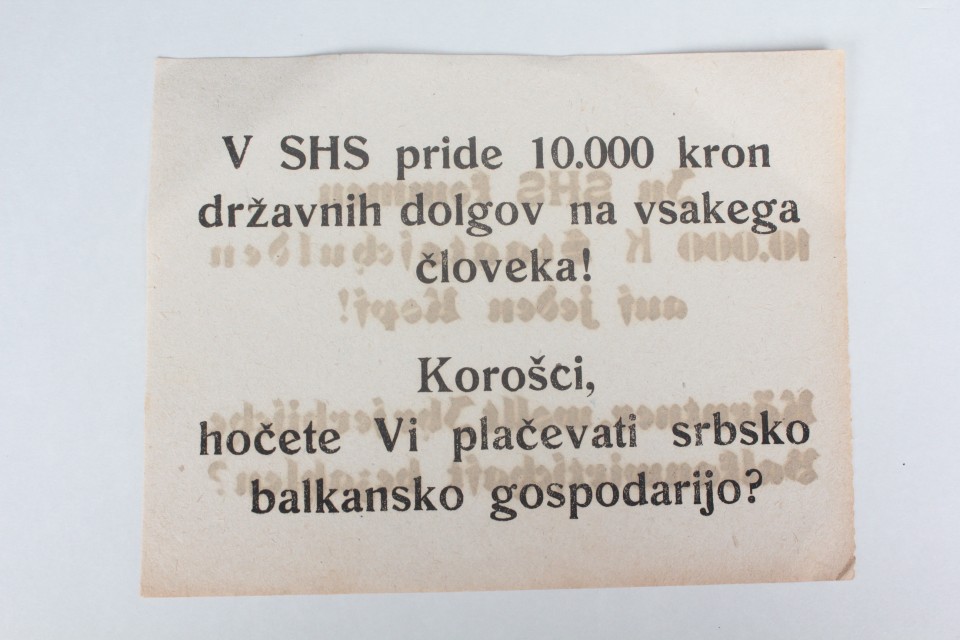 V SHS pride 10.000 kron
državnih dolgov na vsakega
človeka!
Korošci,
hočete Vi plačevati srbsko
balkansko gospodarijo?